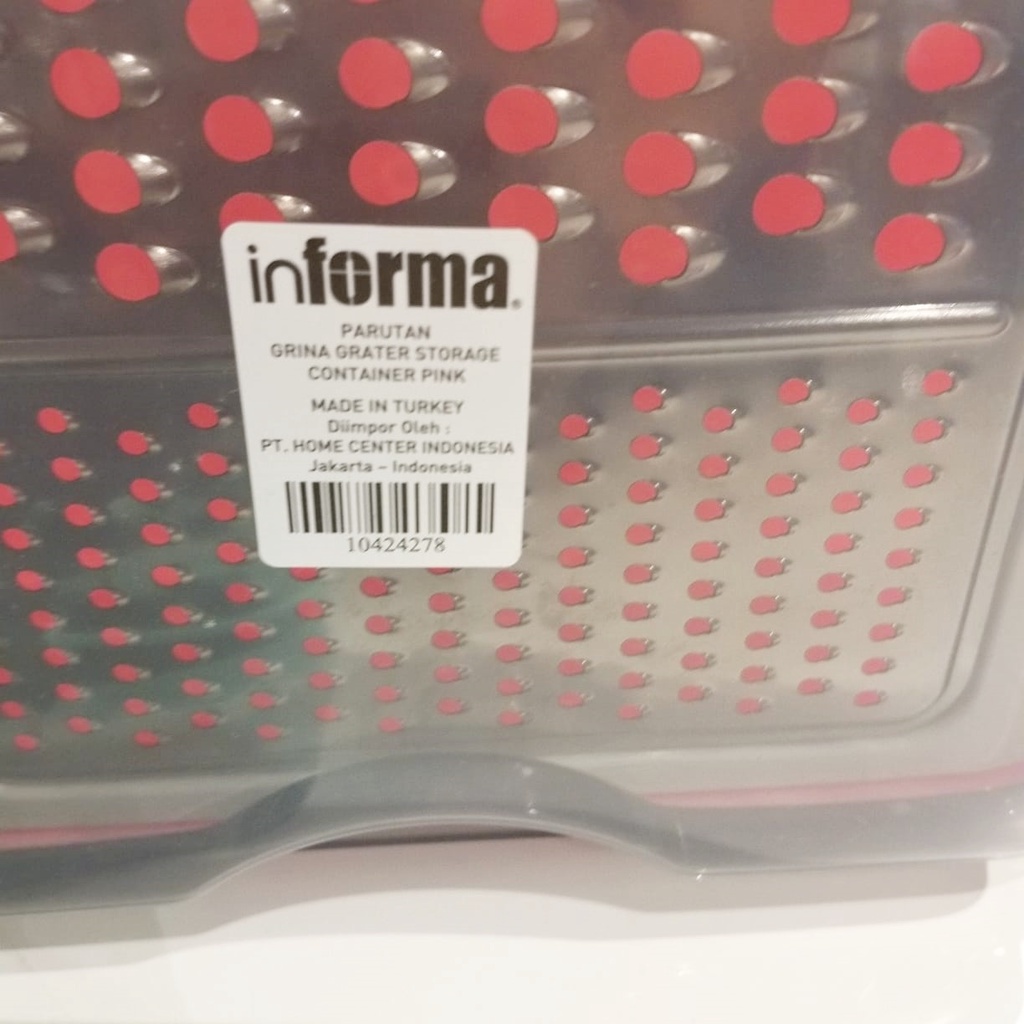 informa®
PARUTAN
GRINA GRATER STORAGE
CONTAINER PINK
MADE IN TURKEY
Diimpor Oleh :
PT. HOME CENTER INDONESIA
Jakarta – Indonesia
10424278